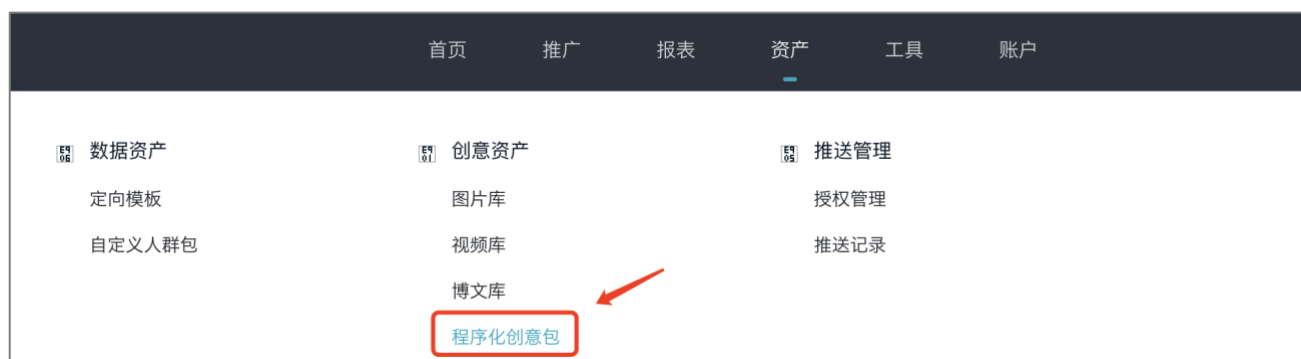 首页 推广 报表 资产 工具 账户
数据资产
定向模板
自定义人群包
创意资产
图片库
视频库
博文库
程序化创意包
推送管理
授权管理
推送记录